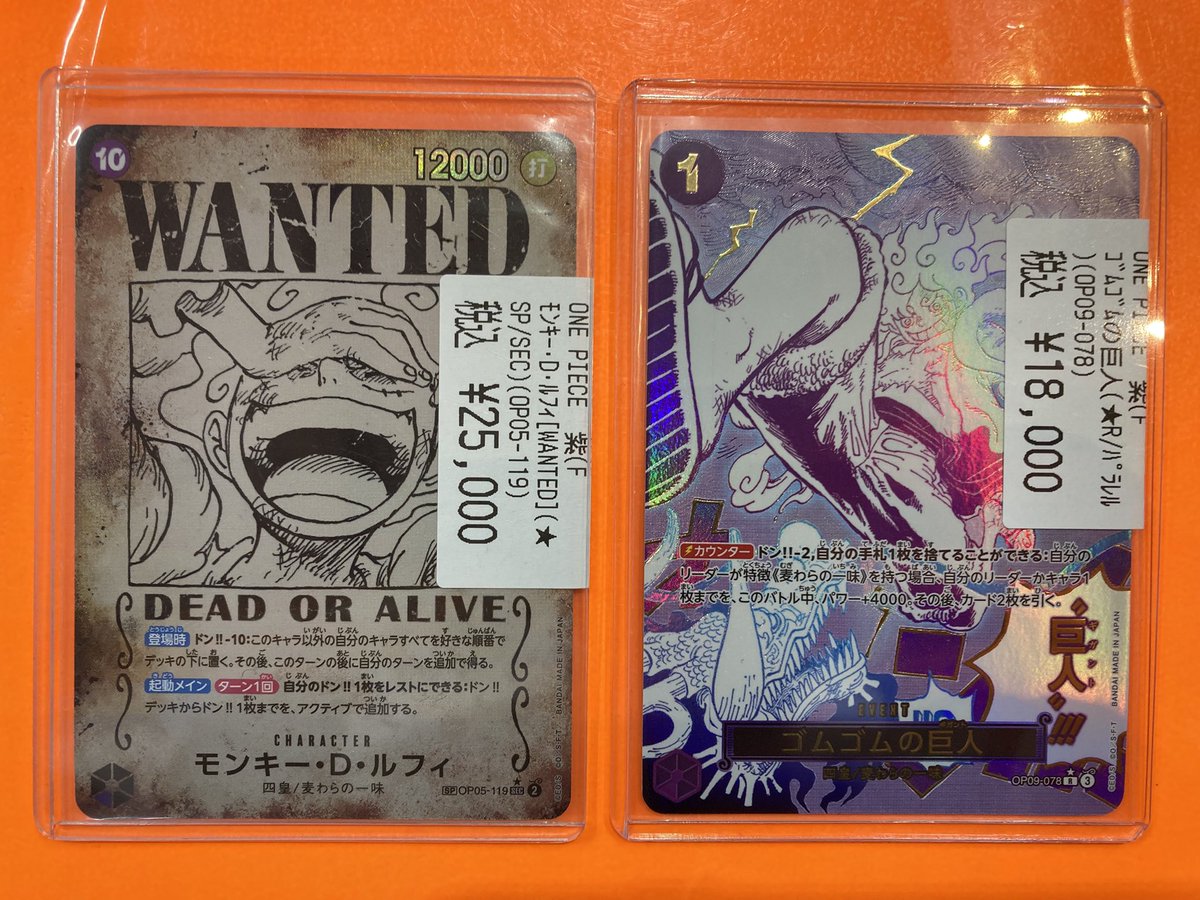 10
12000
打
WANTED
ONE PIECE 紫(F
ﾓﾝｷｰ・D・ﾙﾌｨ[WANTED](★
SP/SEC)(OP05-119)
税込 ¥25,000
DEAD OR ALIVE
登場時 ドン!!-10:このキャラ以外の自分のキャラすべてを好きな順番で
デッキの下に置く。その後、このターンの後に自分のターンを追加で得る。
起動メイン ターン1回 自分のドン!!1枚をレストにできる:ドン!!
デッキからドン!!1枚までを、アクティブで追加する。
CHARACTER
モンキー・D・ルフィ
四皇/麦わらの一味
SP OP05-119 SEC 2
BANDAI MADE IN JAPAN
1
ONE PIECE 紫(F
ｺﾞﾑｺﾞﾑの巨人(★R/ﾊﾟﾗﾚﾙ
)(OP09-078)
税込 ¥18,000
カウンター ドン!!-2,自分の手札1枚を捨てることができる:自分の
リーダーが特徴《麦わらの一味》を持つ場合、自分のリーダーかキャラ1
枚までを、このバトル中、パワー+4000。その後、カード2枚を引く。
"巨人"!!!
EVENT
ゴムゴムの巨人
四皇/麦わらの一味
OP09-078 R 3
BANDAI MADE IN JAPAN